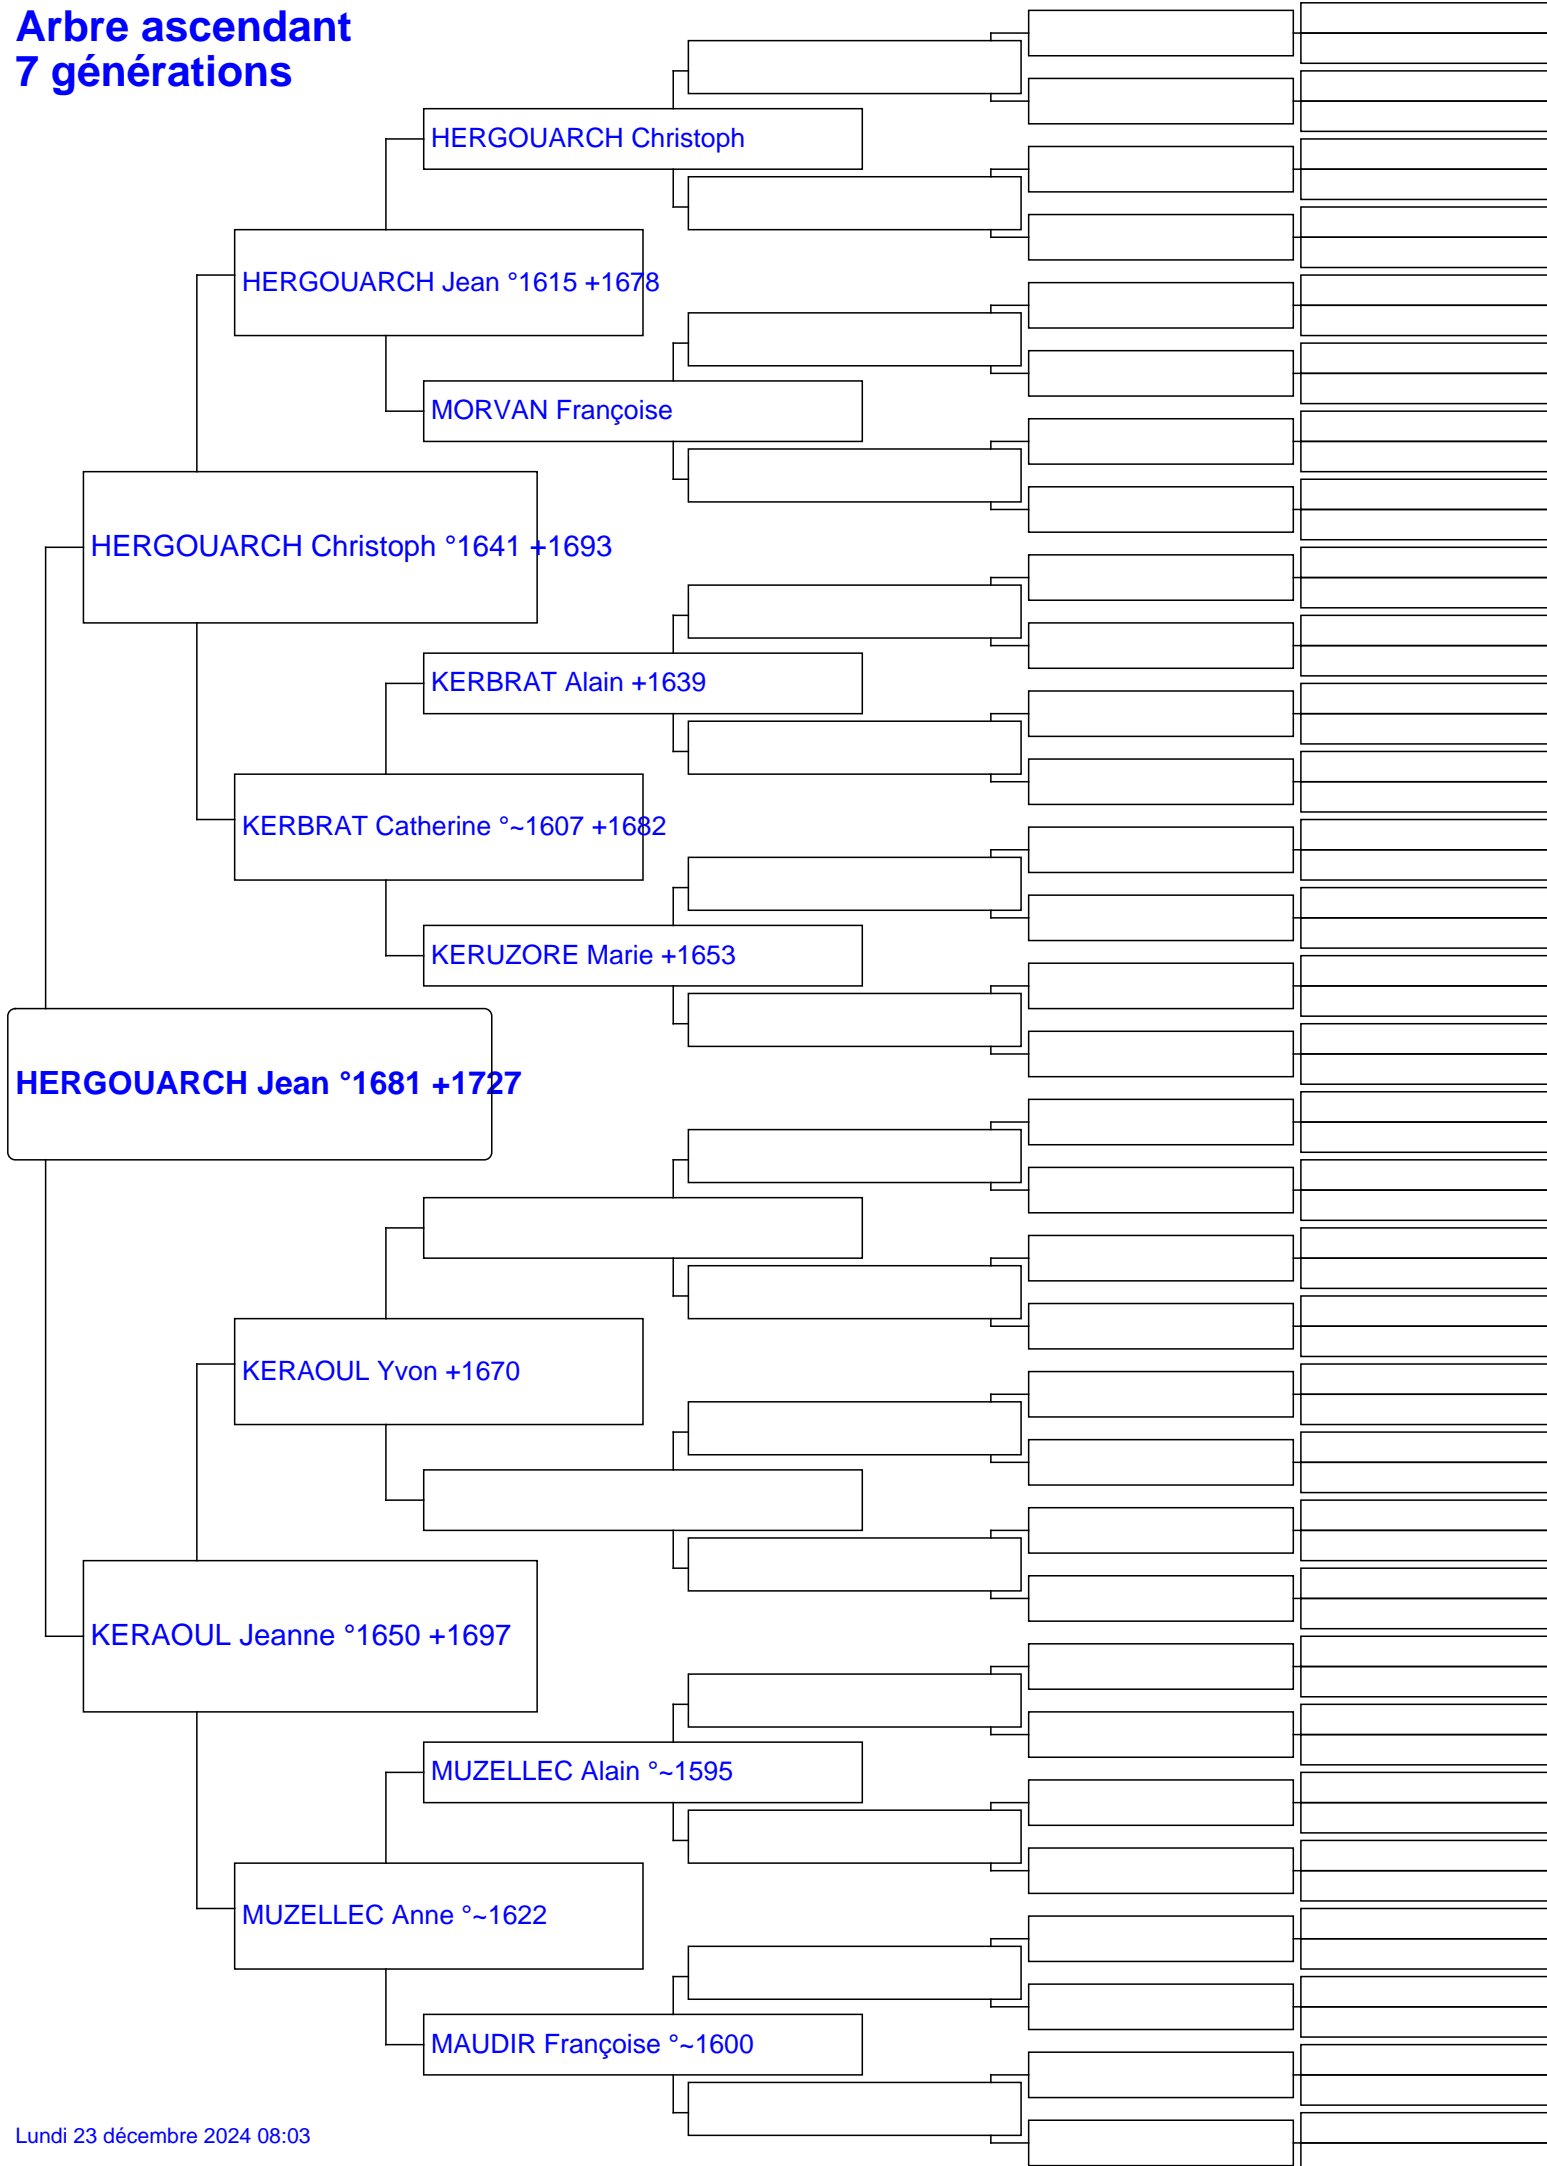 Arbre ascendant
7 générations
HERGOUARCH Christoph
HERGOUARCH Jean °1615 +1678
MORVAN Françoise
HERGOUARCH Christoph °1641 +1693
KERBRAT Alain +1639
KERBRAT Catherine °~1607 +1682
KERUZORE Marie +1653
HERGOUARCH Jean °1681 +1727
KERAOUL Yvon +1670
KERAOUL Jeanne °1650 +1697
MUZELLEC Alain °~1595
MUZELLEC Anne °~1622
MAUDIR Françoise °~1600
Lundi 23 décembre 2024 08:03